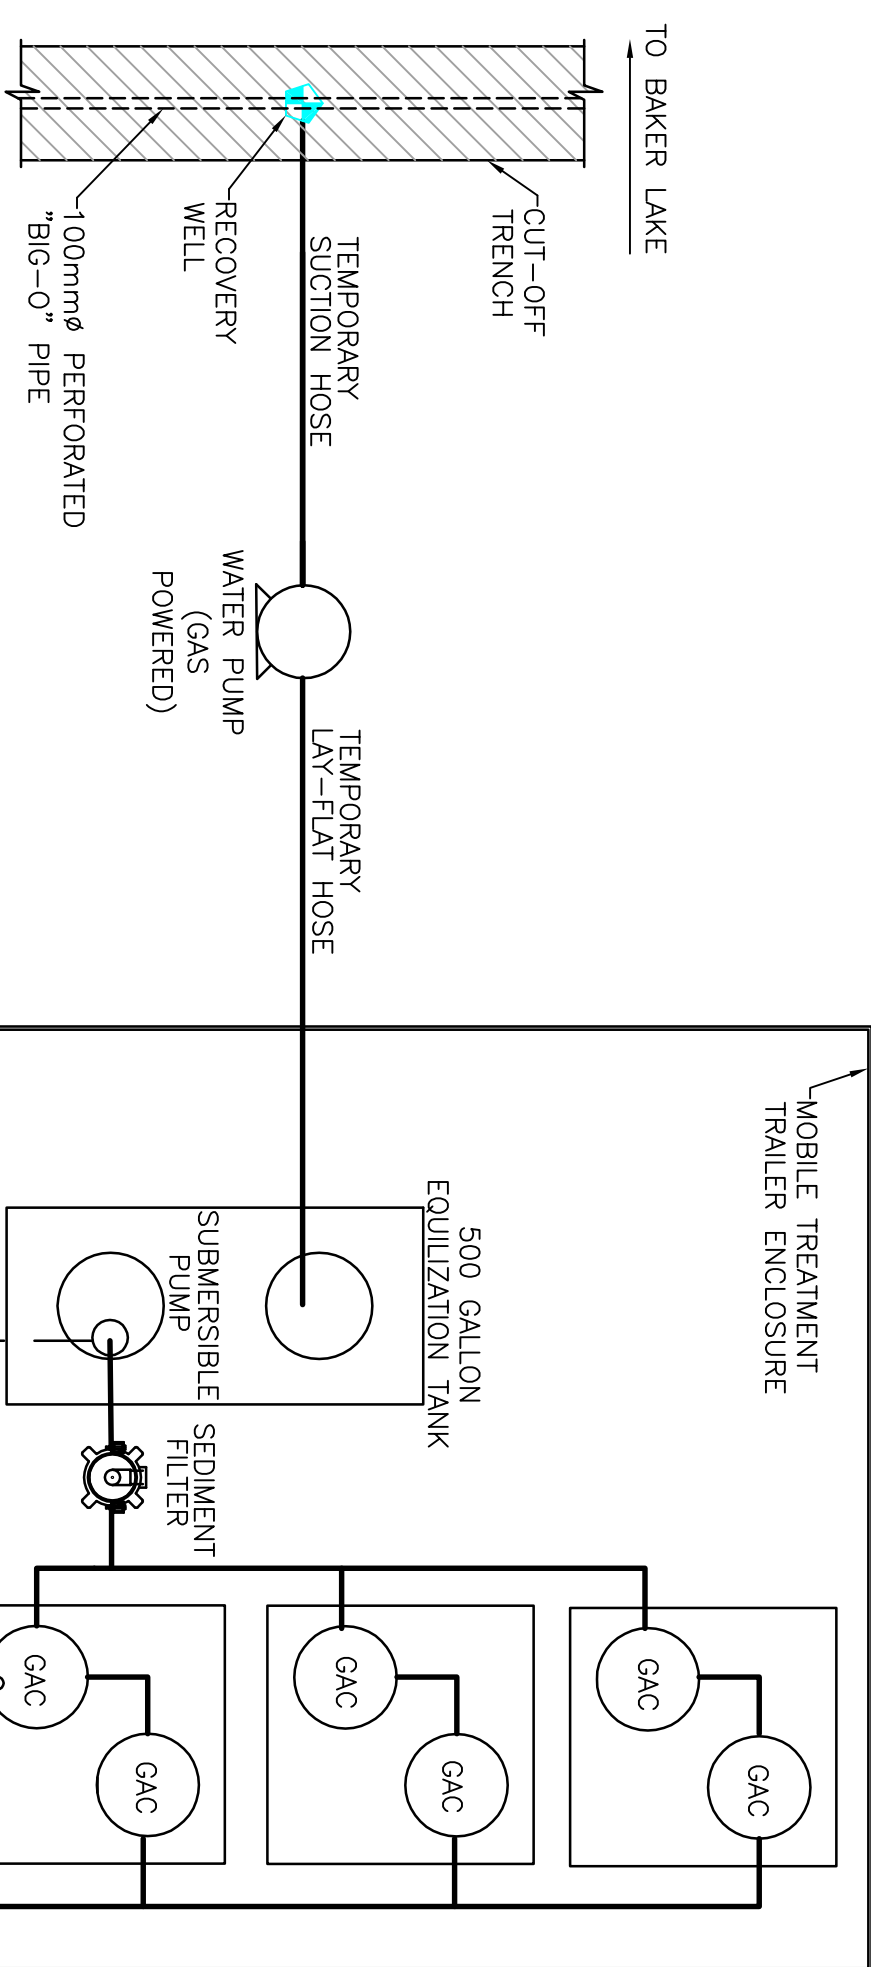 TO BAKER LAKE
CUT-OFF
TRENCH
RECOVERY
WELL
100mmø PERFORATED
"BIG-O" PIPE
TEMPORARY
SUCTION HOSE
WATER PUMP
(GAS
POWERED)
TEMPORARY
LAY-FLAT HOSE
MOBILE TREATMENT
TRAILER ENCLOSURE
500 GALLON
EQUILIZATION TANK
SUBMERSIBLE
PUMP
SEDIMENT
FILTER
GAC
GAC
GAC
GAC
GAC
GAC